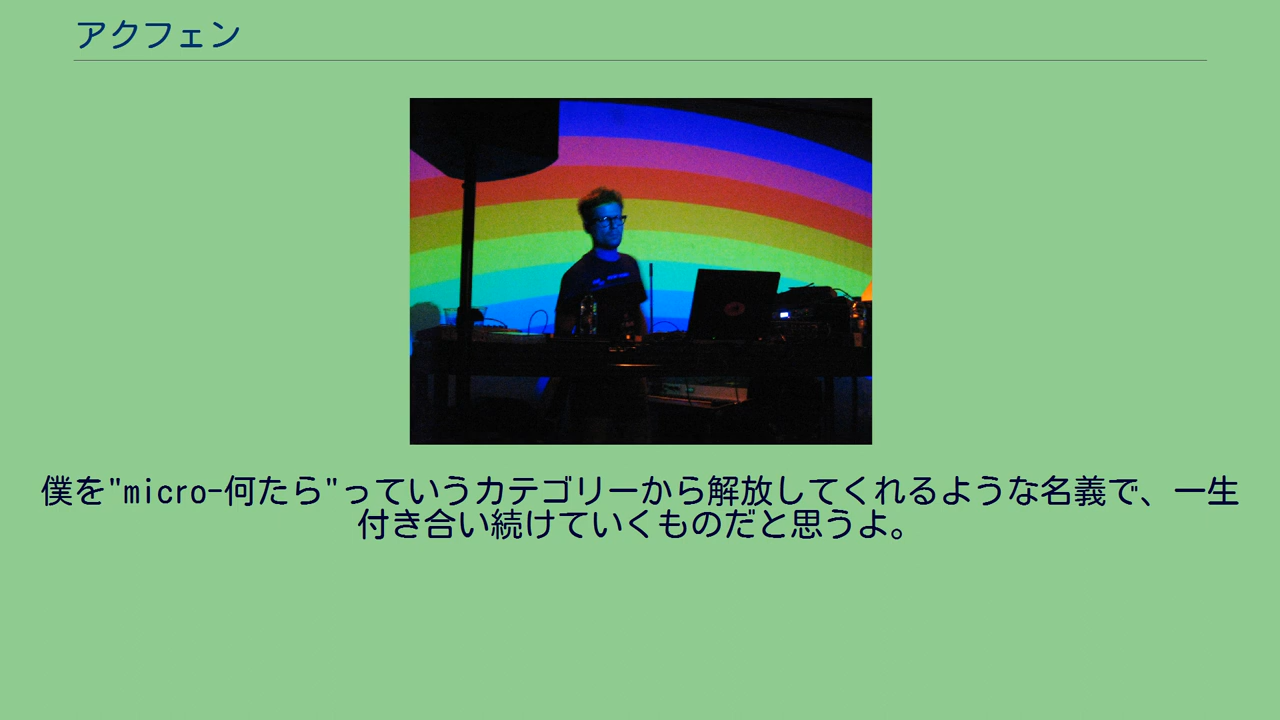 アクフェン
僕を"micro-何たら"っていうカテゴリーから解放してくれるような名義で、一生
付き合い続けていくものだと思うよ。